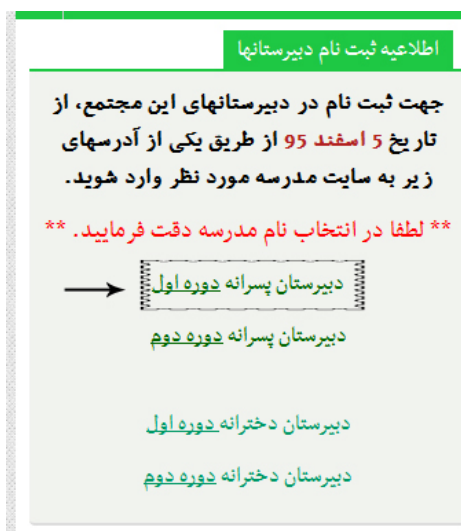 اطلاعیه ثبت نام دبیرستانها
جهت ثبت نام در دبیرستانهای این مجتمع، از
تاریخ 5 اسفند 95 از طریق یکی از آدرسهای
زیر به سایت مدرسه مورد نظر وارد شوید.
** لطفا در انتخاب نام مدرسه دقت فرمایید. **
دبیرستان پسرانه دوره اول
دبیرستان پسرانه دوره دوم
دبیرستان دخترانه دوره اول
دبیرستان دخترانه دوره دوم